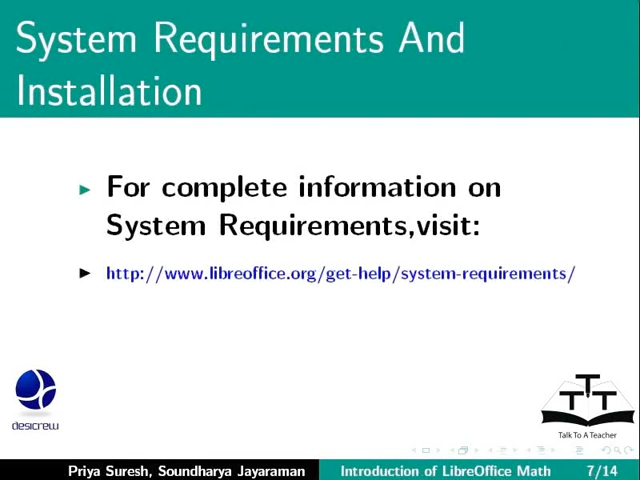 System Requirements And
Installation
For complete information on
System Requirements,visit:
http://www.libreoffice.org/get-help/system-requirements/
desicrew
TTT
Talk To A Teacher
Priya Suresh, Soundharya Jayaraman
Introduction of LibreOffice Math
7/14